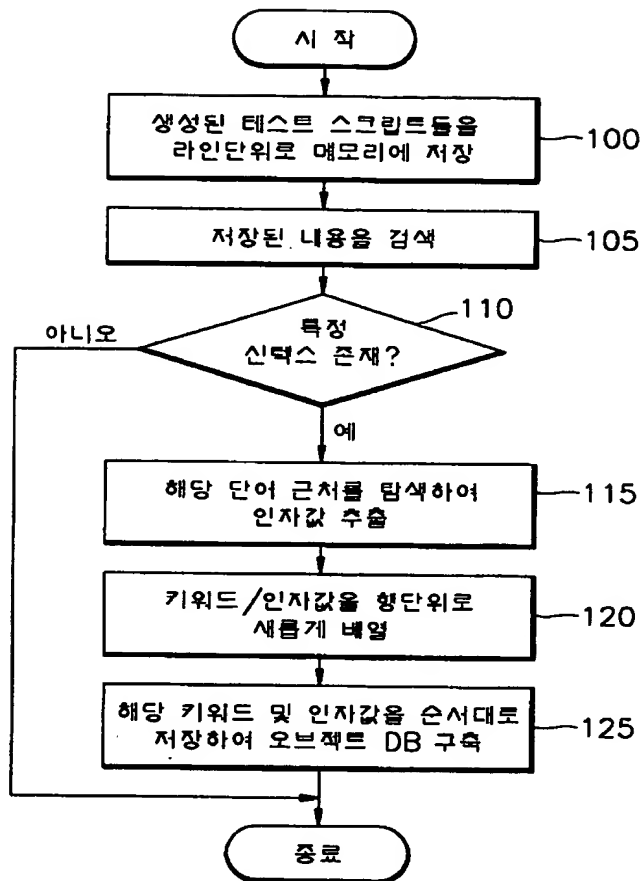 시 작
생성된 테스트 스크립트들을
라인단위로 메모리에 저장
100
저장된 내용을 검색
105
110
특정
신택스 존재?
아니오
예
해당 단어 근처를 탐색하여
인자값 추출
115
키워드/인자값을 행단위로
새롭게 배열
120
해당 키워드 및 인자값을 순서대로
저장하여 오브젝트 DB 구축
125
종료